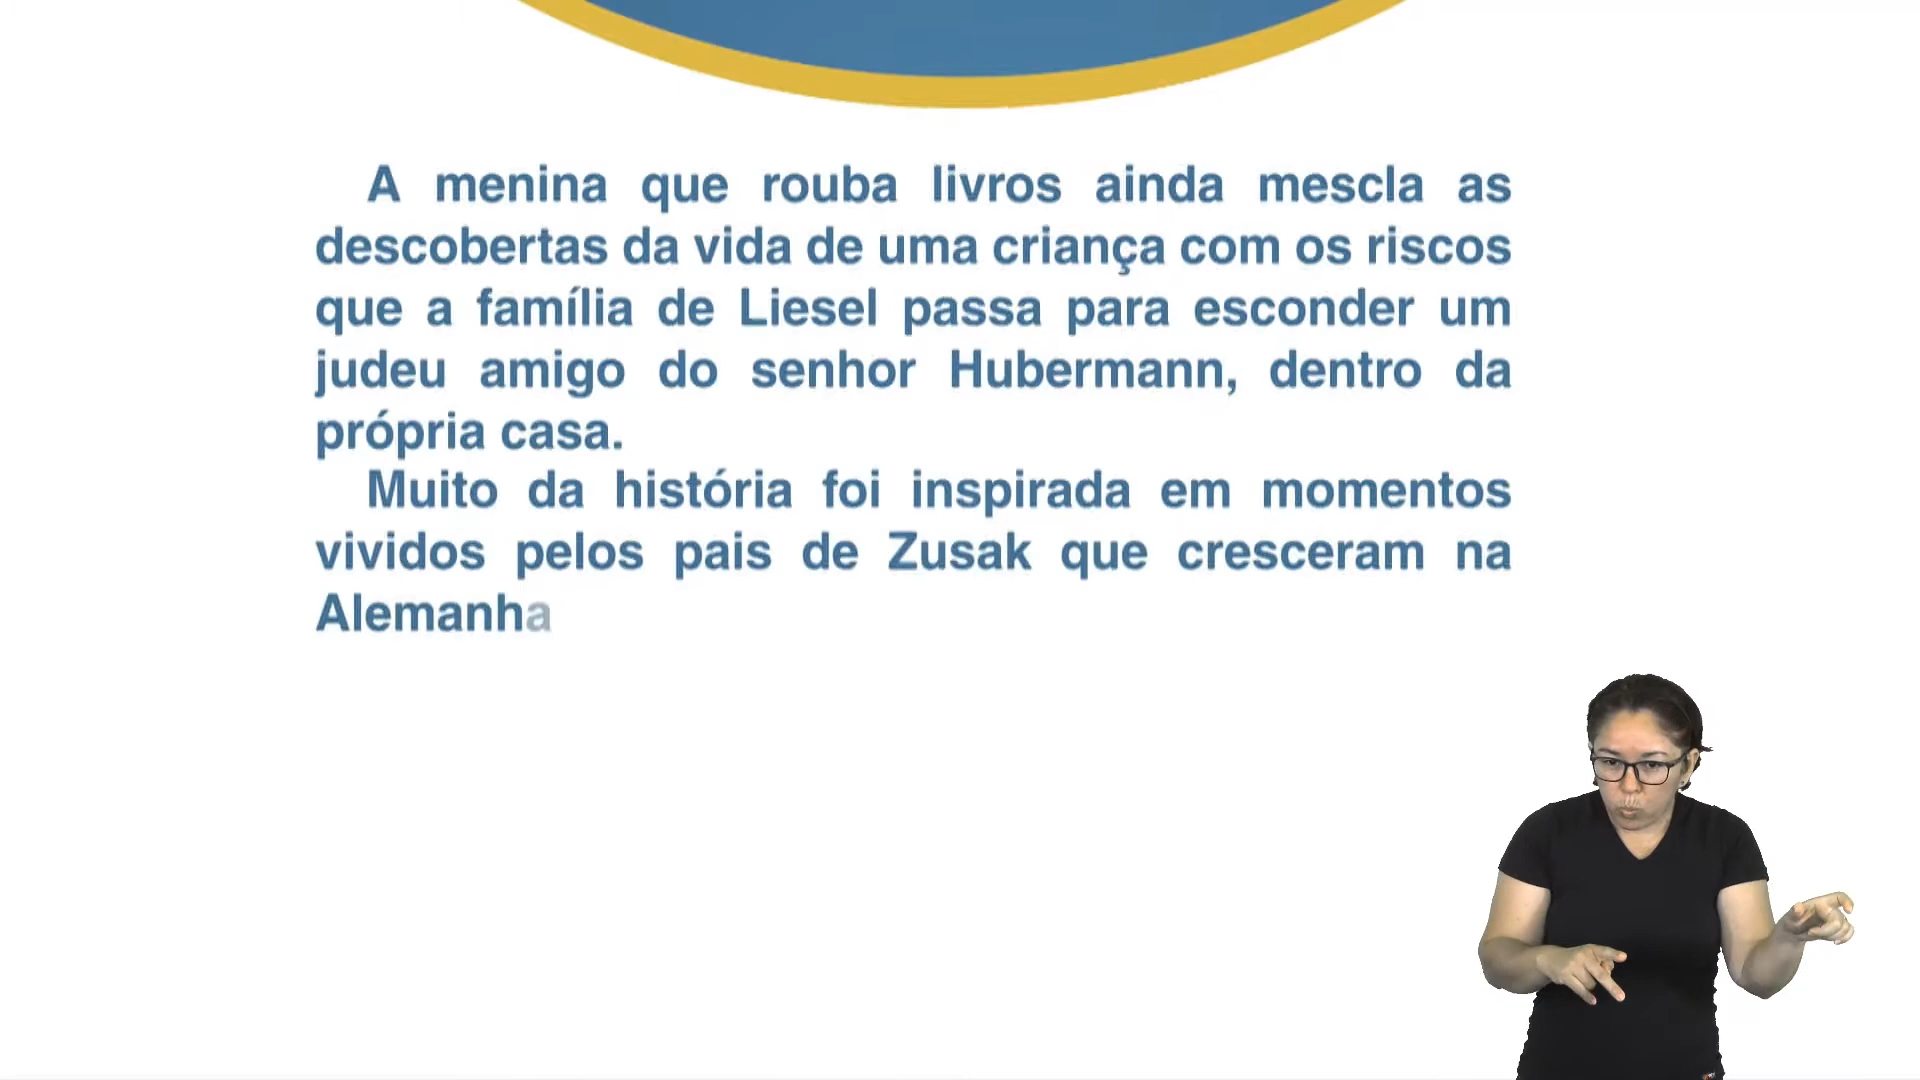 A menina que rouba livros ainda mescla as
descobertas da vida de uma criança com os riscos
que a família de Liesel passa para esconder um
judeu amigo do senhor Hubermann, dentro da
própria casa.
Muito da história foi inspirada em momentos
vividos pelos pais de Zusak que cresceram na
Alemanha